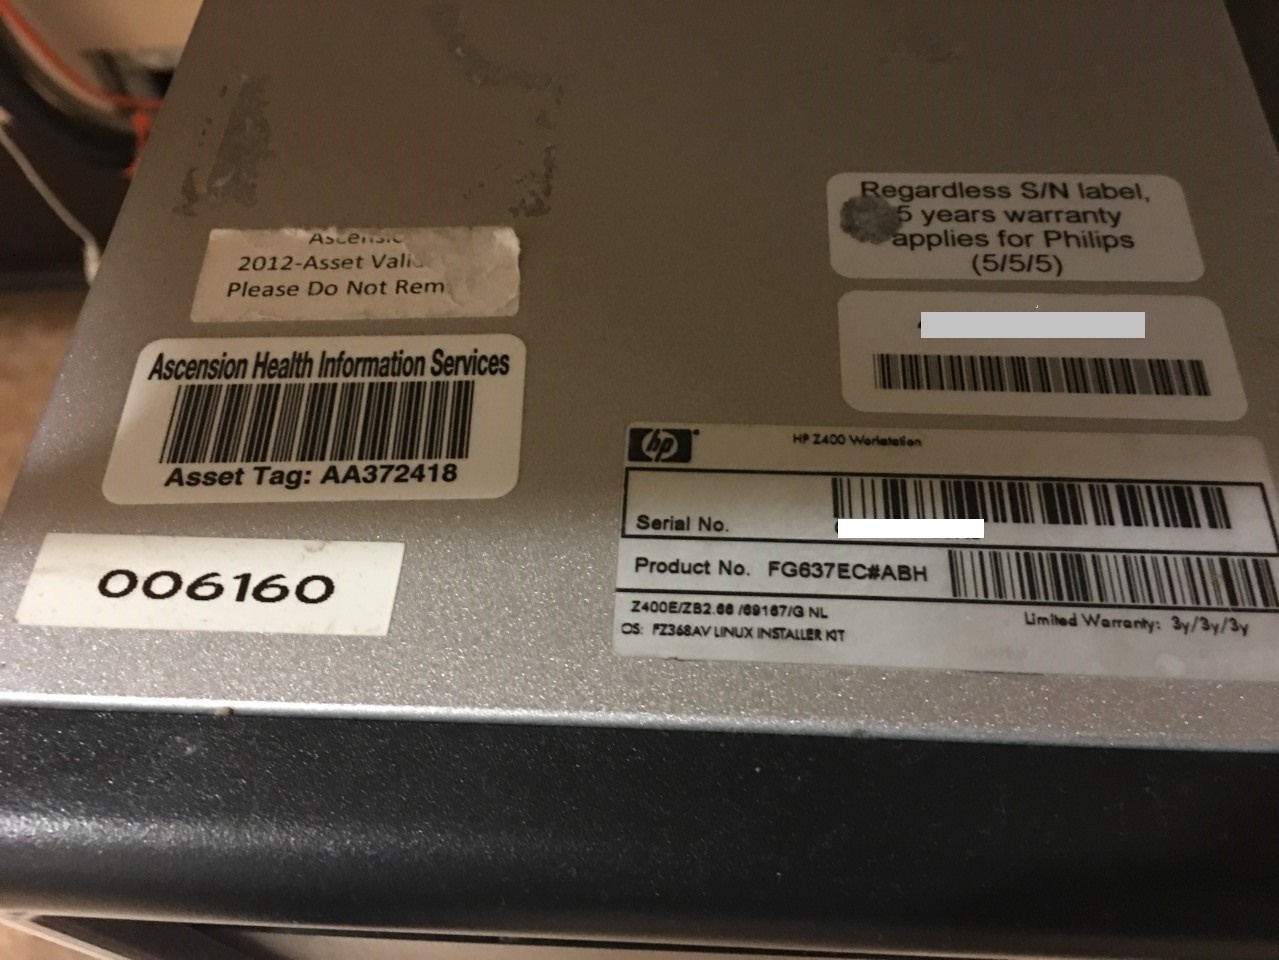 Regardless S/N label,
5 years warranty
applies for Philips
(5/5/5)
2012-Asset
Please Do Not
Ascension Health Information Services
Asset Tag: AA372418
006160
hp
HP Z400 Workstation
Serial No.
Product No. FG637EC#ABH
Z400E/ZB2.66 /69167/G NL
OS: FZ368AV LINUX INSTALLER KIT
Limited Warranty: 3y/3y/3y